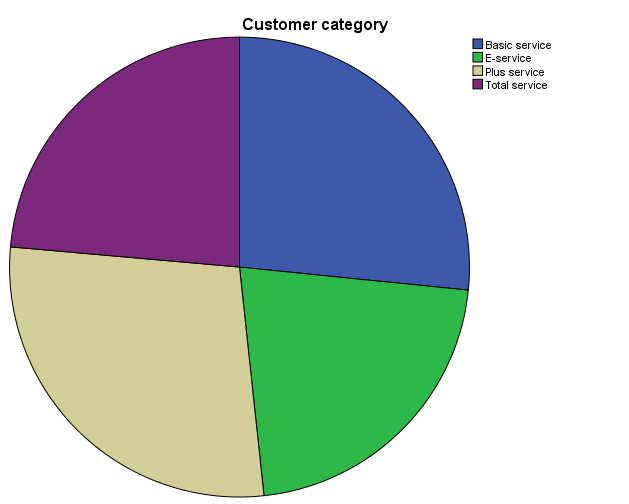 Customer category
Basic service
E-service
Plus service
Total service